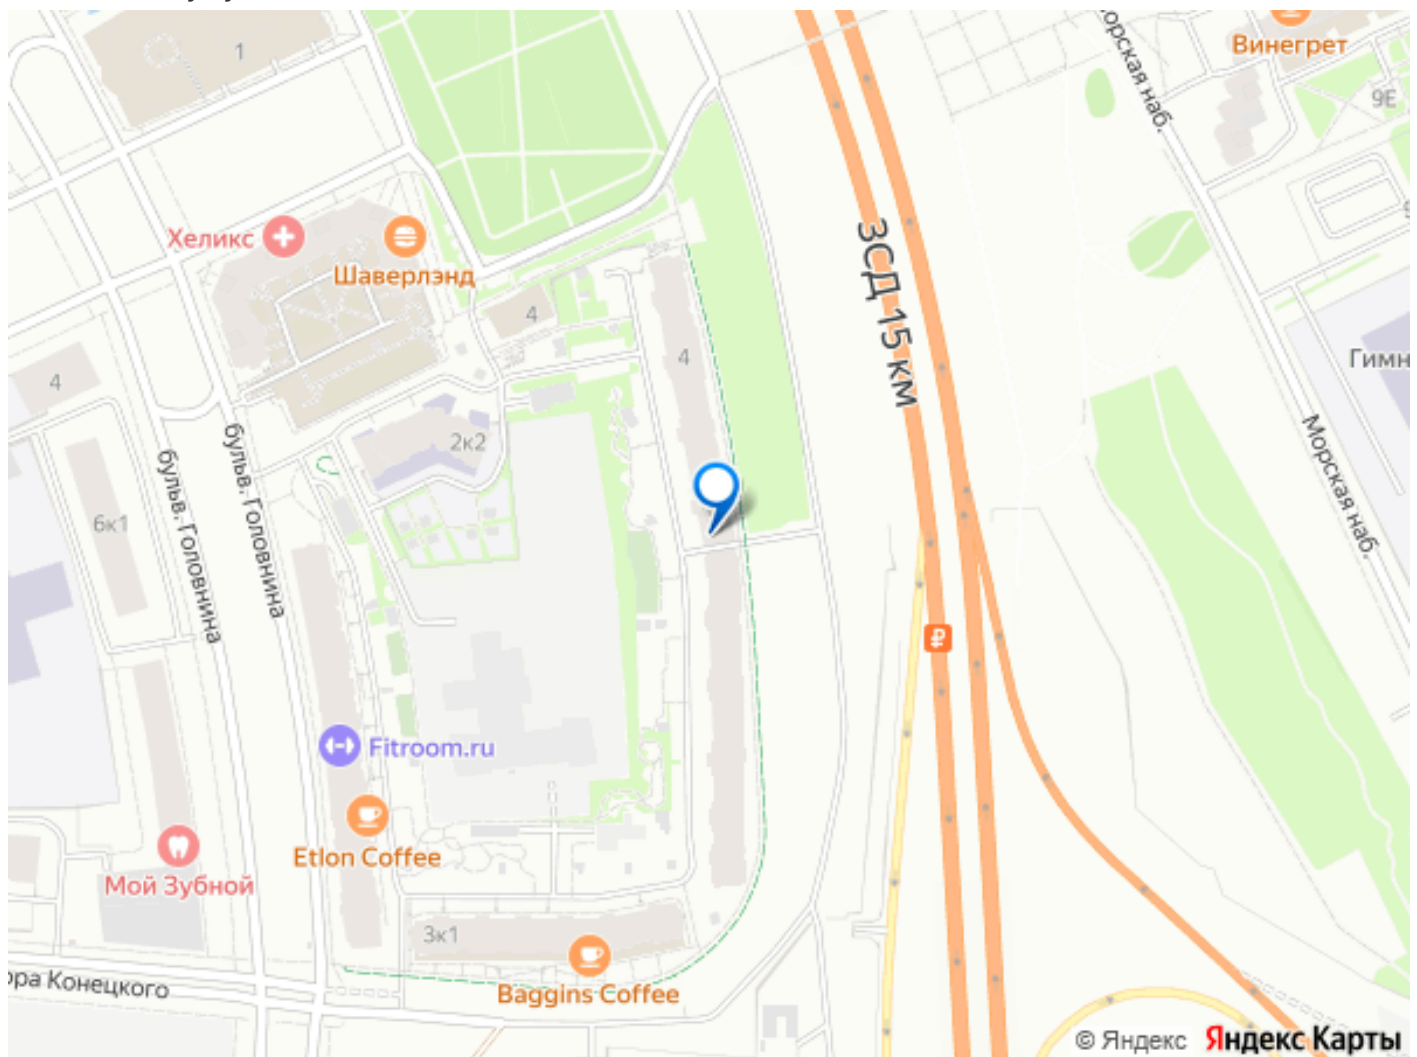 1
Винегрет
Морская наб.
9Е
Хеликс
Шаверлэнд
4
ЗСД 15 км
4
4
Гимн
2к2
бульв. Головнина
бульв. Головнина
6к1
Морская наб.
₽
Fitroom.ru
Etlon Coffee
Мой Зубной
3к1
ора Конецкого
Baggins Coffee
© Яндекс Яндекс Карты